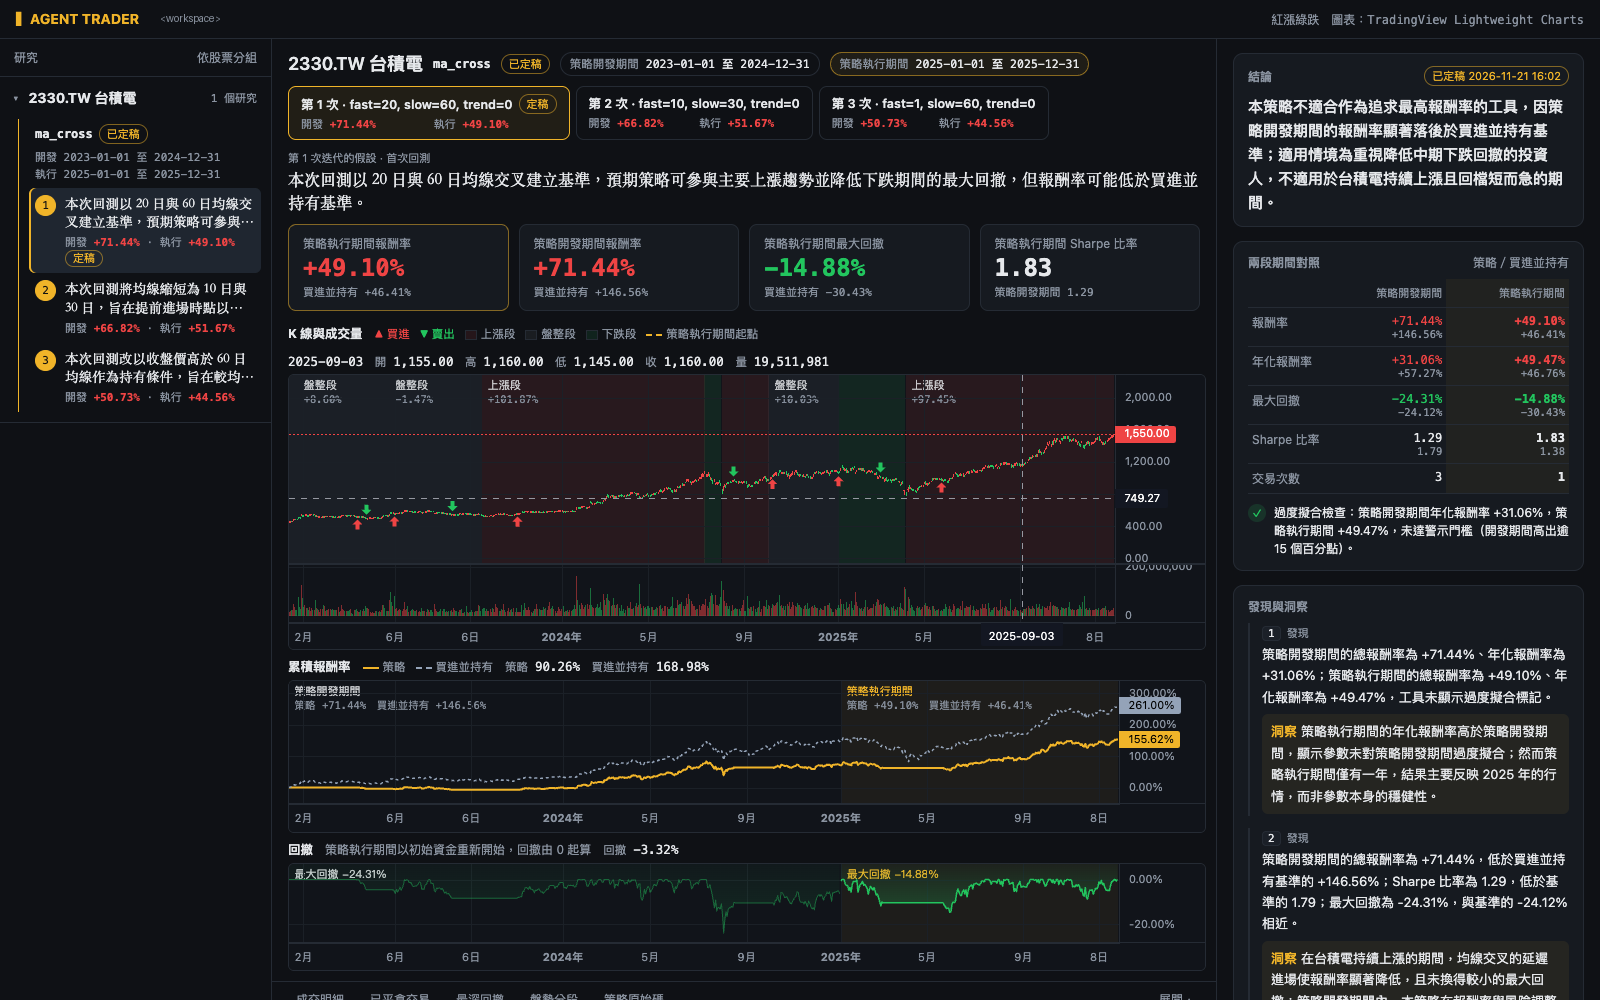 AGENT TRADER <workspace>
紅漲綠跌 圖表：TradingView Lightweight Charts
研究 依股票分組
2330.TW 台積電 1 個研究
ma_cross 已定稿
開發 2023-01-01 至 2024-12-31
執行 2025-01-01 至 2025-12-31
1 本次回測以 20 日與 60 日均線交
叉建立基準，預期策略可參與…
開發 +71.44% · 執行 +49.10%
定稿
2 本次回測將均線縮短為 10 日與
30 日，旨在提前進場時點以…
開發 +66.82% · 執行 +51.67%
3 本次回測改以收盤價高於 60 日
均線作為持有條件，旨在較均…
開發 +50.73% · 執行 +44.56%
2330.TW 台積電 ma_cross 已定稿 策略開發期間 2023-01-01 至 2024-12-31 策略執行期間 2025-01-01 至 2025-12-31
第 1 次 · fast=20, slow=60, trend=0 定稿
開發 +71.44% 執行 +49.10%
第 2 次 · fast=10, slow=30, trend=0
開發 +66.82% 執行 +51.67%
第 3 次 · fast=1, slow=60, trend=0
開發 +50.73% 執行 +44.56%
第 1 次迭代的假設 · 首次回測
本次回測以 20 日與 60 日均線交叉建立基準，預期策略可參與主要上漲趨勢並降低下跌期間的最大回撤，但報酬率可能低於買進並
持有基準。
策略執行期間報酬率
+49.10%
買進並持有 +46.41%
策略開發期間報酬率
+71.44%
買進並持有 +146.56%
策略執行期間最大回撤
−14.88%
買進並持有 -30.43%
策略執行期間 Sharpe 比率
1.83
策略開發期間 1.29
K 線與成交量 買進 賣出 上漲段 盤整段 下跌段 策略執行期間起點
2025-09-03 開 1,155.00 高 1,160.00 低 1,145.00 收 1,160.00 量 19,511,981
盤整段 盤整段 上漲段 盤整段 上漲段
+8.60% -1.47% +101.87% +10.03% +97.45%
2,000.00
1,550.00
1,200.00
749.27
400.00
0.00
200,000,000
0
2月 6月 6日 2024年 5月 9月 2025年 5月 2025-09-03 8日
累積報酬率 策略 買進並持有 策略 90.26% 買進並持有 168.98%
策略開發期間 策略執行期間
策略 +71.44% 買進並持有 +146.56% 策略 +49.10% 買進並持有 +46.41%
300.00%
261.00%
200.00%
155.62%
100.00%
0.00%
2月 6月 6日 2024年 5月 9月 2025年 5月 9月 8日
回撤 策略執行期間以初始資金重新開始，回撤由 0 起算 回撤 −3.32%
最大回撤 −24.31% 最大回撤 −14.88%
0.00%
-20.00%
2月 6月 6日 2024年 5月 9月 2025年 5月 9月 8日
成交明細 已平倉交易 最深回撤 盤勢分段 策略原始碼 展開
結論 已定稿 2026-11-21 16:02
本策略不適合作為追求最高報酬率的工具，因策
略開發期間的報酬率顯著落後於買進並持有基
準；適用情境為重視降低中期下跌回撤的投資
人，不適用於台積電持續上漲且回檔短而急的期
間。
兩段期間對照 策略 / 買進並持有
策略開發期間 策略執行期間
報酬率 +71.44% +49.10%
+146.56% +46.41%
年化報酬率 +31.06% +49.47%
+57.27% +46.76%
最大回撤 −24.31% −14.88%
−24.12% −30.43%
Sharpe 比率 1.29 1.83
1.79 1.38
交易次數 3 1
過度擬合檢查：策略開發期間年化報酬率 +31.06%，策
略執行期間 +49.47%，未達警示門檻（開發期間高出逾
15 個百分點）。
發現與洞察
1 發現
策略開發期間的總報酬率為 +71.44%、年化報酬率為
+31.06%；策略執行期間的總報酬率為 +49.10%、年
化報酬率為 +49.47%，工具未顯示過度擬合標記。
洞察 策略執行期間的年化報酬率高於策略開發期
間，顯示參數未對策略開發期間過度擬合；然而策
略執行期間僅有一年，結果主要反映 2025 年的行
情，而非參數本身的穩健性。
2 發現
策略開發期間的總報酬率為 +71.44%，低於買進並持
有基準的 +146.56%；Sharpe 比率為 1.29，低於基
準的 1.79；最大回撤為 -24.31%，與基準的 -24.12%
相近。
洞察 在台積電持續上漲的期間，均線交叉的延遲
進場使報酬率顯著降低，且未換得較小的最大回